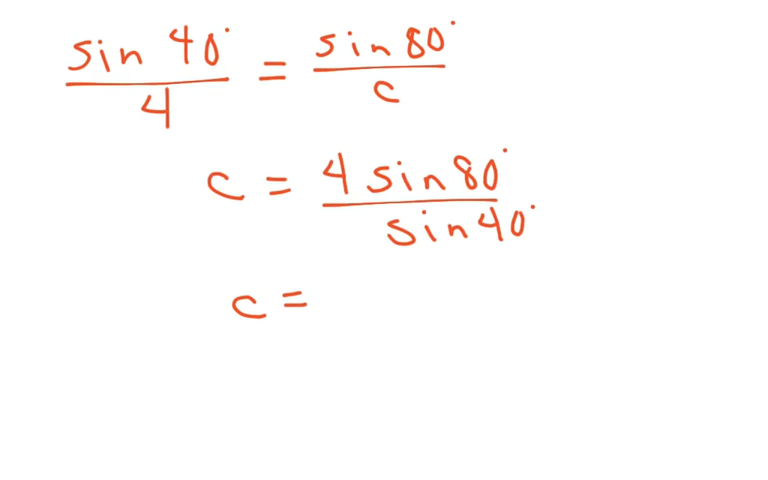 sin 40° / 4 = sin 80° / c
c = 4 sin 80° / sin 40°
c =